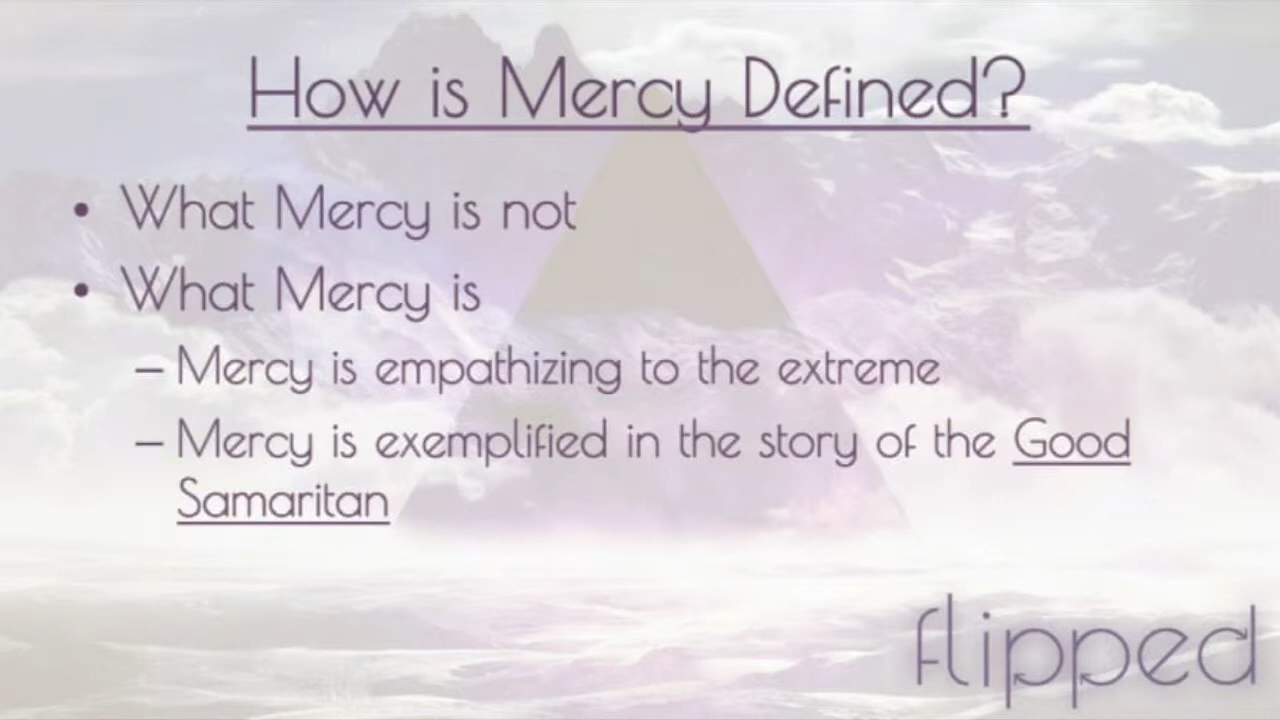 How is Mercy Defined?
• What Mercy is not
• What Mercy is
– Mercy is empathizing to the extreme
– Mercy is exemplified in the story of the Good
Samaritan
flipped